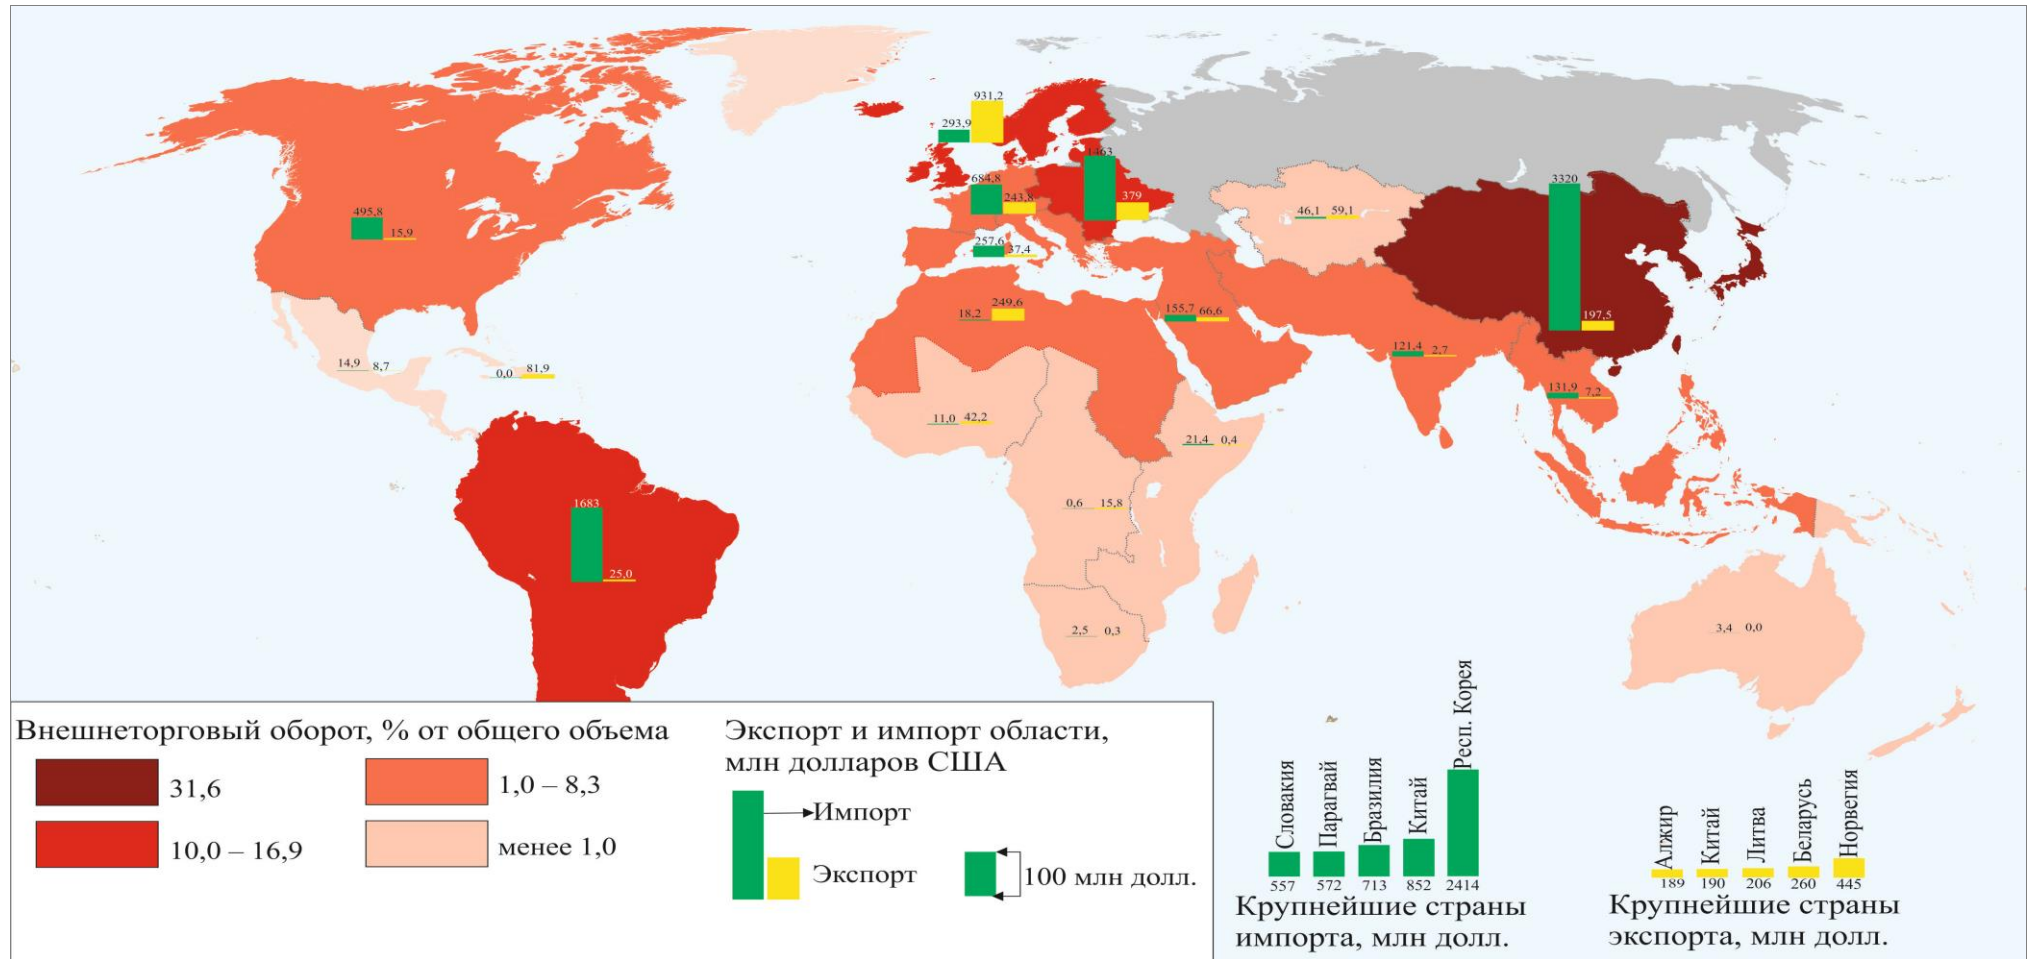 931,2
293,9
1463
684,8
243,8
379
3320
495,8
15,9
46,1 59,1
257,6
37,4
249,6
18,2
155,7 66,6
197,5
14,9 8,7
0,0 81,9
121,4 2,7
131,9 7,2
11,0 42,2
21,4 0,4
0,6 15,8
1683
25,0
2,5 0,3
3,4 0,0
Внешнеторговый оборот, % от общего объема
31,6
1,0 – 8,3
10,0 – 16,9
менее 1,0
Экспорт и импорт области,
млн долларов США
Импорт
Экспорт
100 млн долл.
Словакия
Парагвай
Бразилия
Китай
Респ. Корея
557 572 713 852 2414
Крупнейшие страны
импорта, млн долл.
Алжир
Китай
Литва
Беларусь
Норвегия
189 190 206 260 445
Крупнейшие страны
экспорта, млн долл.